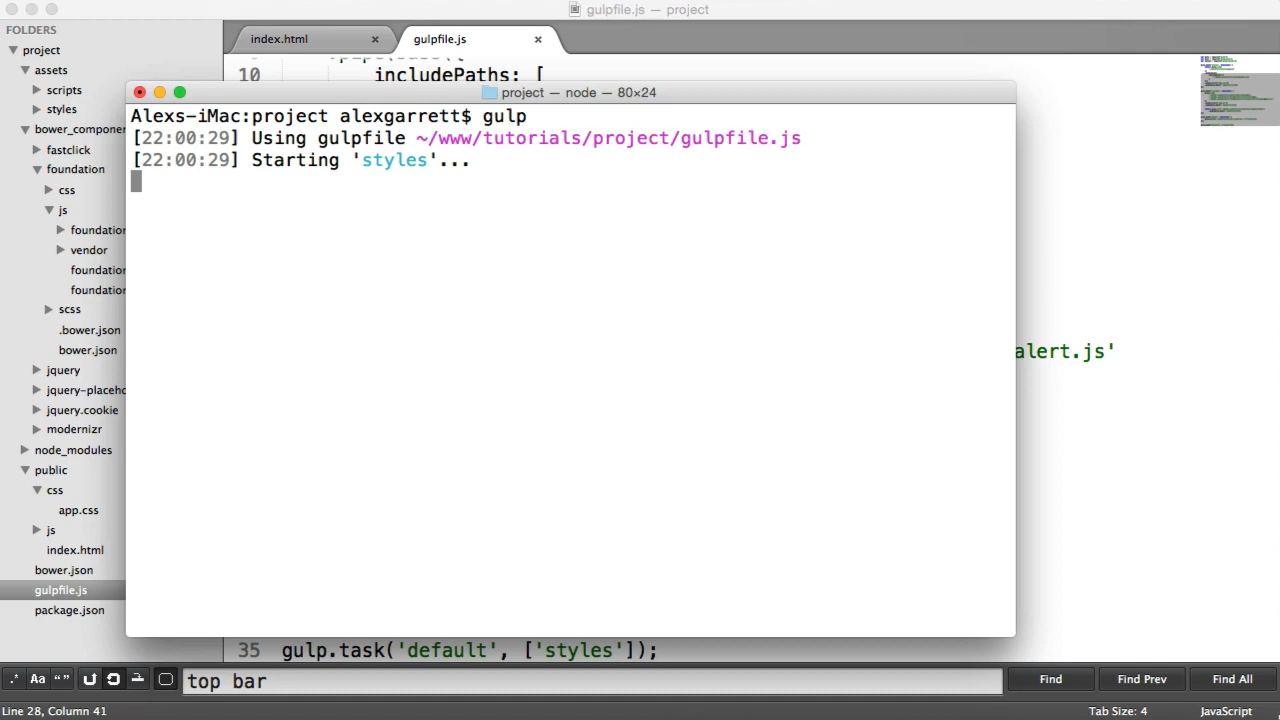 gulpfile.js — project
FOLDERS
project
assets
scripts
styles
bower_componen
fastclick
foundation
css
js
foundation
vendor
foundation
foundation
scss
.bower.json
bower.json
jquery
jquery-placeho
jquery.cookie
modernizr
node_modules
public
css
app.css
js
index.html
bower.json
gulpfile.js
package.json
index.html
gulpfile.js
10 includePaths: [
project — node — 80×24
Alexs-iMac:project alexgarrett$ gulp
[22:00:29] Using gulpfile ~/www/tutorials/project/gulpfile.js
[22:00:29] Starting 'styles'...
alert.js'
35 gulp.task('default', ['styles']);
.* Aa “” top bar Find Find Prev Find All
Line 28, Column 41 Tab Size: 4 JavaScript